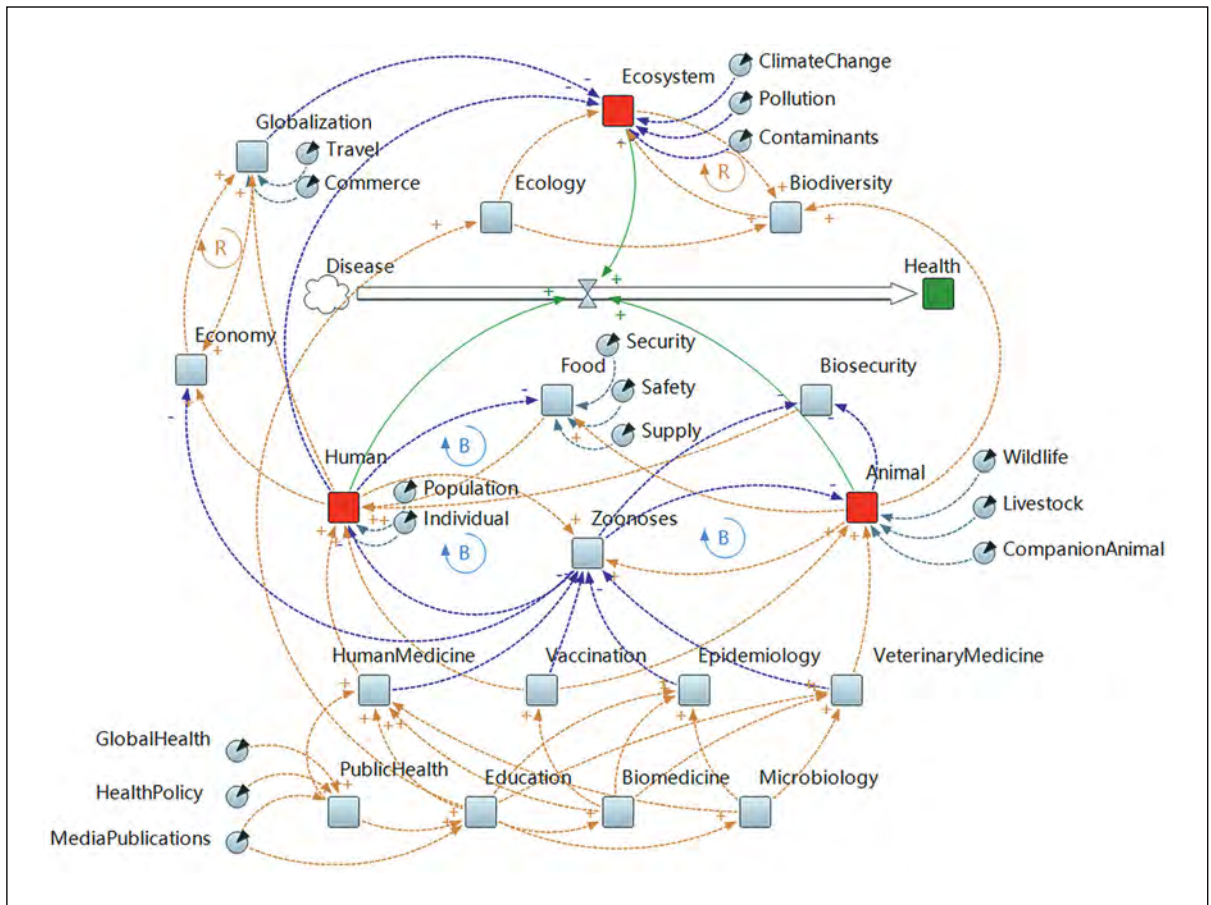 Ecosystem
ClimateChange
Pollution
Contaminants
Globalization
Travel
Commerce
Ecology
R
Biodiversity
R
Disease
Health
Economy
Security
Food
Safety
Supply
Biosecurity
B
Human
Population
Individual
Zoonoses
Animal
Wildlife
Livestock
CompanionAnimal
B
B
HumanMedicine
Vaccination
Epidemiology
VeterinaryMedicine
GlobalHealth
HealthPolicy
MediaPublications
PublicHealth
Education
Biomedicine
Microbiology